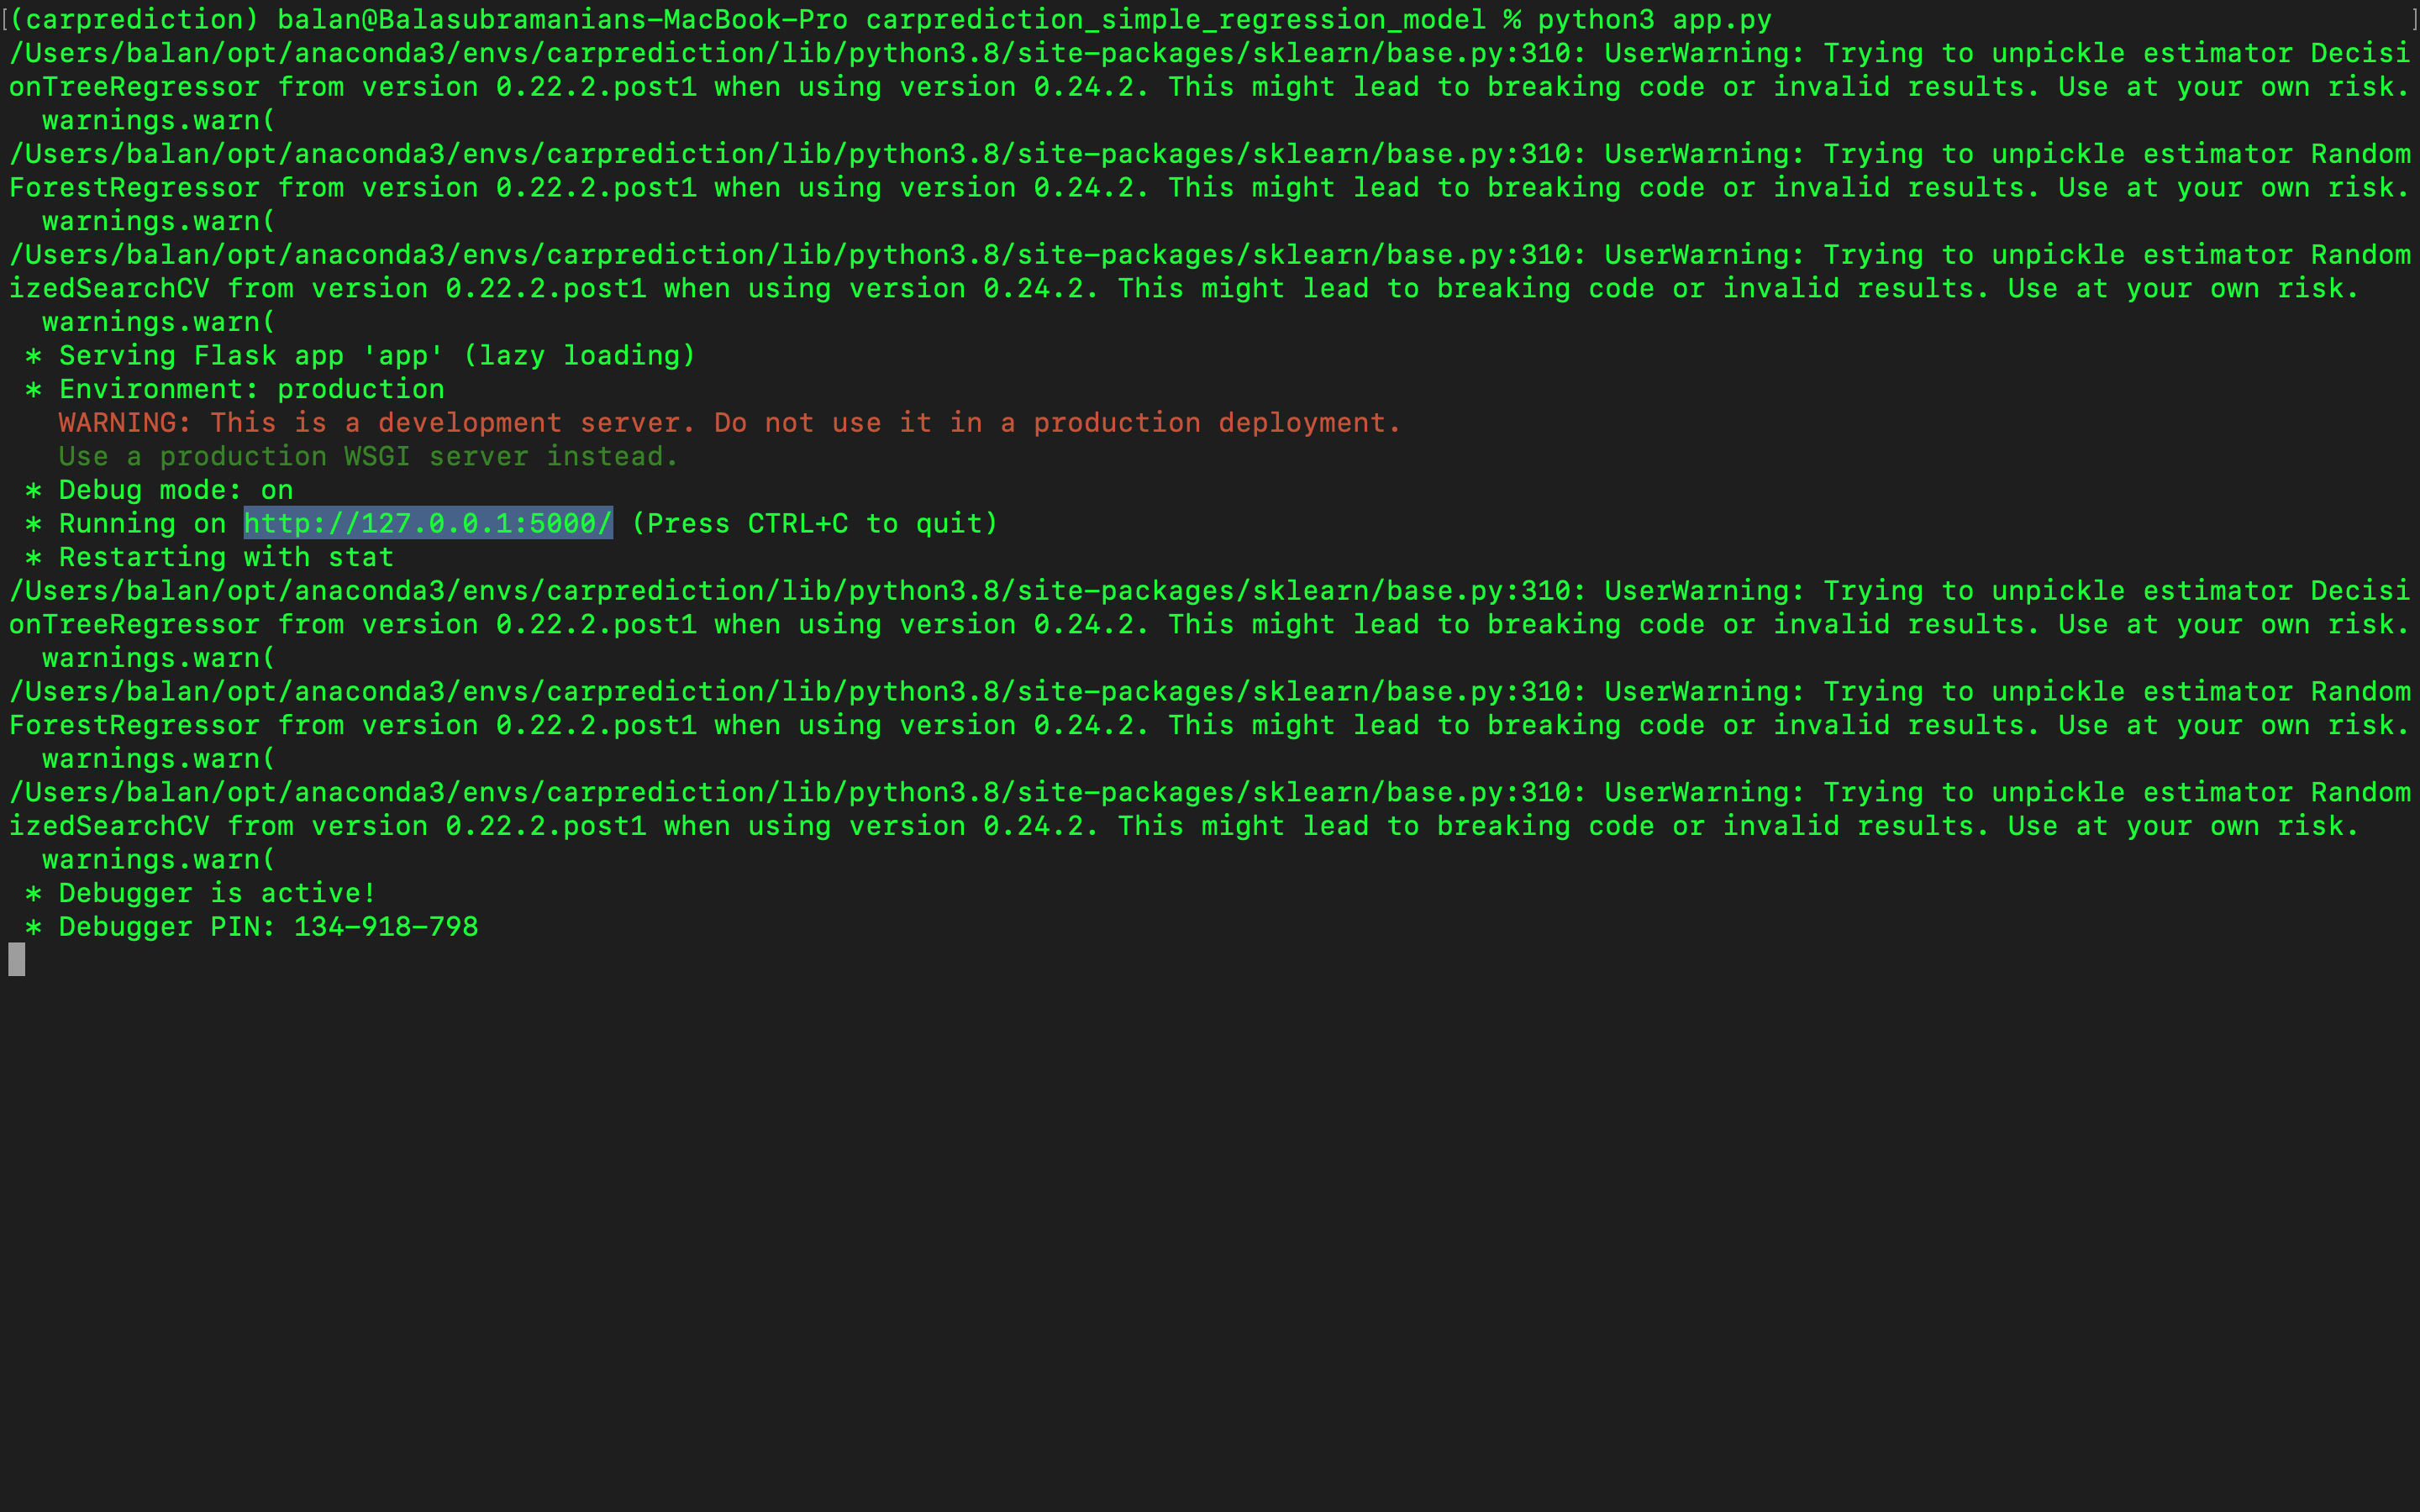 [(carprediction) balan@Balasubramanians-MacBook-Pro carprediction_simple_regression_model % python3 app.py ]
/Users/balan/opt/anaconda3/envs/carprediction/lib/python3.8/site-packages/sklearn/base.py:310: UserWarning: Trying to unpickle estimator Decisi
onTreeRegressor from version 0.22.2.post1 when using version 0.24.2. This might lead to breaking code or invalid results. Use at your own risk.
  warnings.warn(
/Users/balan/opt/anaconda3/envs/carprediction/lib/python3.8/site-packages/sklearn/base.py:310: UserWarning: Trying to unpickle estimator Random
ForestRegressor from version 0.22.2.post1 when using version 0.24.2. This might lead to breaking code or invalid results. Use at your own risk.
  warnings.warn(
/Users/balan/opt/anaconda3/envs/carprediction/lib/python3.8/site-packages/sklearn/base.py:310: UserWarning: Trying to unpickle estimator Random
izedSearchCV from version 0.22.2.post1 when using version 0.24.2. This might lead to breaking code or invalid results. Use at your own risk.
  warnings.warn(
 * Serving Flask app 'app' (lazy loading)
 * Environment: production
   WARNING: This is a development server. Do not use it in a production deployment.
   Use a production WSGI server instead.
 * Debug mode: on
 * Running on http://127.0.0.1:5000/ (Press CTRL+C to quit)
 * Restarting with stat
/Users/balan/opt/anaconda3/envs/carprediction/lib/python3.8/site-packages/sklearn/base.py:310: UserWarning: Trying to unpickle estimator Decisi
onTreeRegressor from version 0.22.2.post1 when using version 0.24.2. This might lead to breaking code or invalid results. Use at your own risk.
  warnings.warn(
/Users/balan/opt/anaconda3/envs/carprediction/lib/python3.8/site-packages/sklearn/base.py:310: UserWarning: Trying to unpickle estimator Random
ForestRegressor from version 0.22.2.post1 when using version 0.24.2. This might lead to breaking code or invalid results. Use at your own risk.
  warnings.warn(
/Users/balan/opt/anaconda3/envs/carprediction/lib/python3.8/site-packages/sklearn/base.py:310: UserWarning: Trying to unpickle estimator Random
izedSearchCV from version 0.22.2.post1 when using version 0.24.2. This might lead to breaking code or invalid results. Use at your own risk.
  warnings.warn(
 * Debugger is active!
 * Debugger PIN: 134-918-798